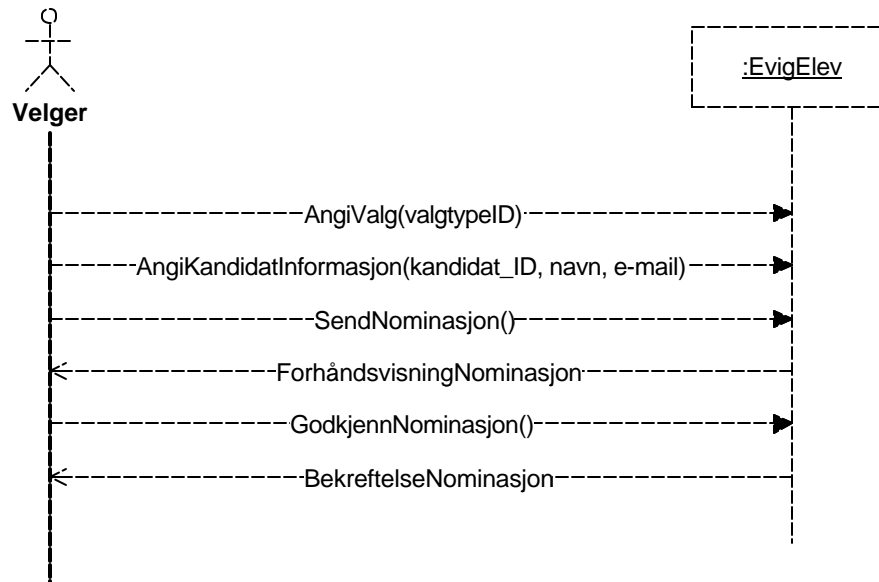 :EvigElev
Velger
AngiValg(valgtypeID)
AngiKandidatInformasjon(kandidat_ID, navn, e-mail)
SendNominasjon()
ForhåndsvisningNominasjon
GodkjennNominasjon()
BekreftelseNominasjon